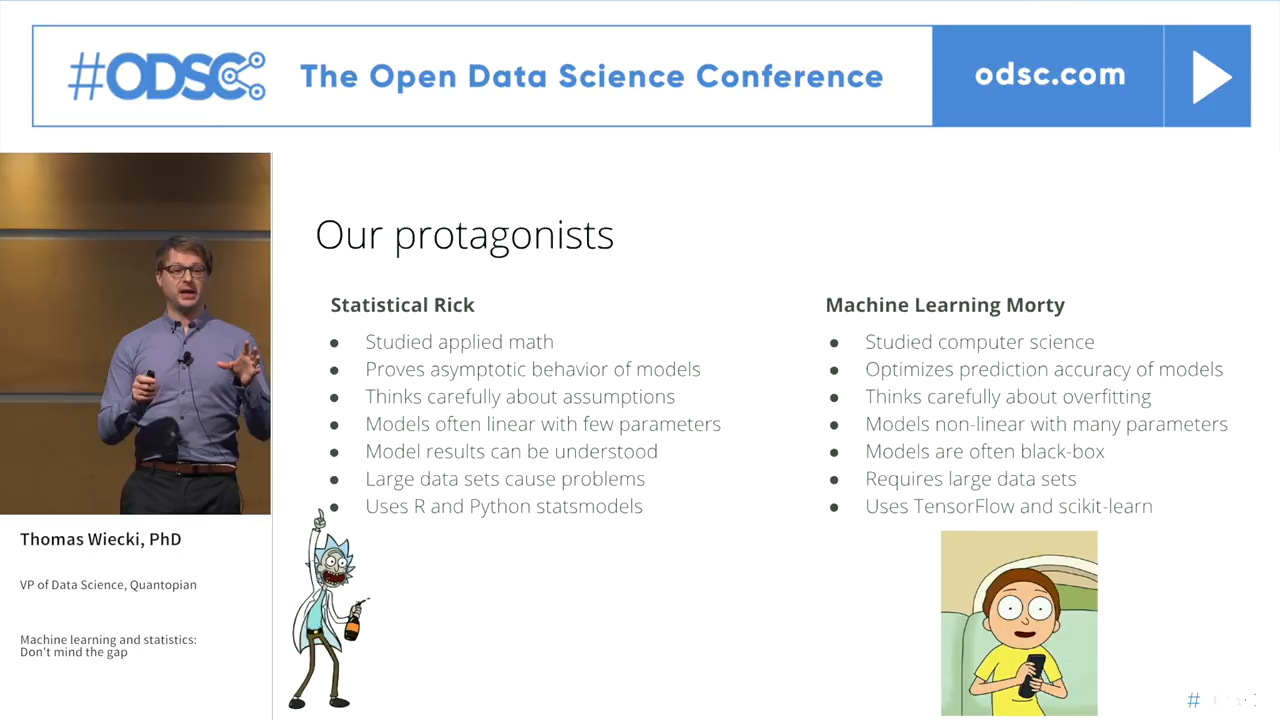 #ODSC
The Open Data Science Conference
odsc.com
Our protagonists
Statistical Rick
● Studied applied math
● Proves asymptotic behavior of models
● Thinks carefully about assumptions
● Models often linear with few parameters
● Model results can be understood
● Large data sets cause problems
● Uses R and Python statsmodels
Machine Learning Morty
● Studied computer science
● Optimizes prediction accuracy of models
● Thinks carefully about overfitting
● Models non-linear with many parameters
● Models are often black-box
● Requires large data sets
● Uses TensorFlow and scikit-learn
Thomas Wiecki, PhD
VP of Data Science, Quantopian
Machine learning and statistics:
Don't mind the gap
#